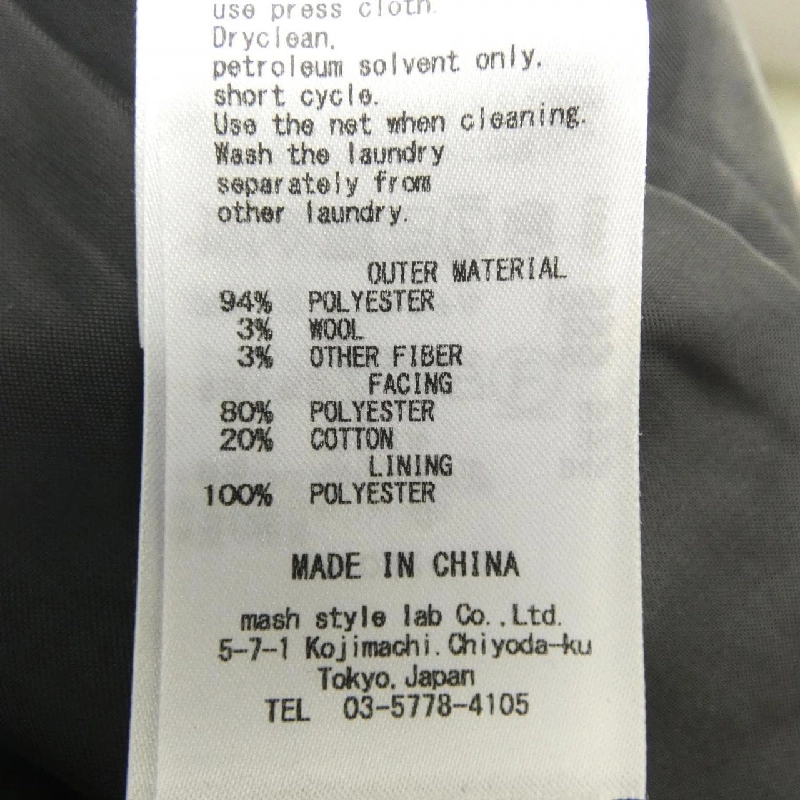 use press cloth.
Dryclean,
petroleum solvent only.
short cycle.
Use the net when cleaning.
Wash the laundry
separately from
other laundry.
OUTER MATERIAL
94% POLYESTER
3% WOOL
3% OTHER FIBER
FACING
80% POLYESTER
20% COTTON
LINING
100% POLYESTER
MADE IN CHINA
mash style lab Co.,Ltd.
5-7-1 Kojimachi.Chiyoda-ku
Tokyo,Japan
TEL 03-5778-4105